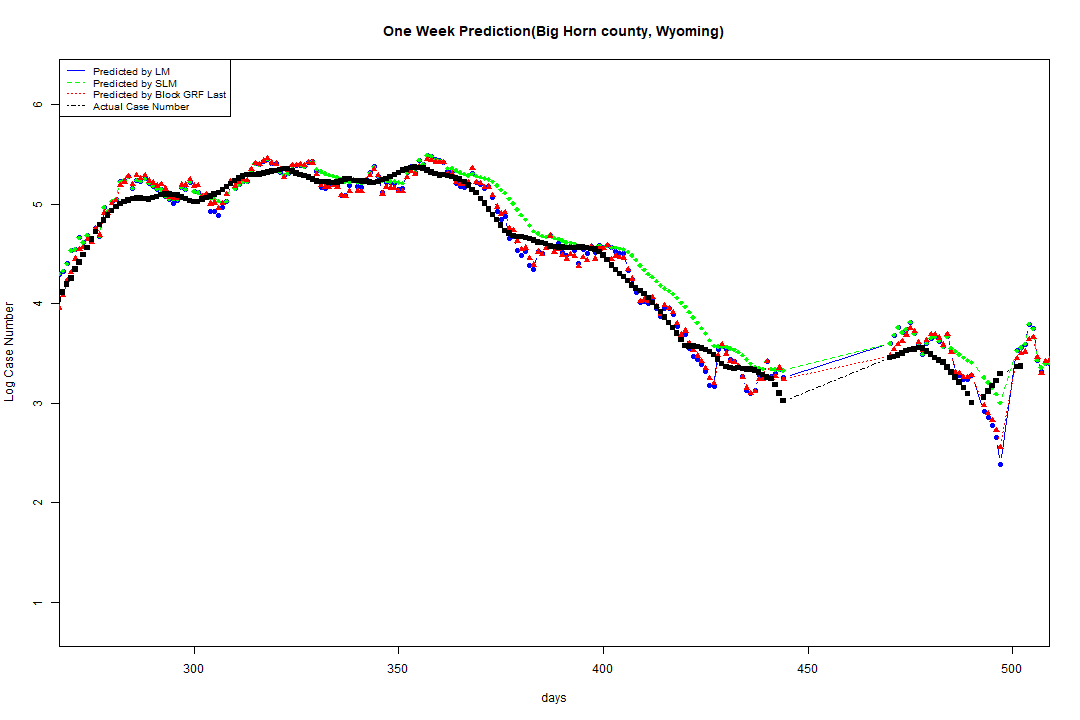 One Week Prediction(Big Horn county, Wyoming)
Predicted by LM
Predicted by SLM
Predicted by Block GRF Last
Actual Case Number
6
5
4
3
2
1
Log Case Number
300 350 400 450 500
days